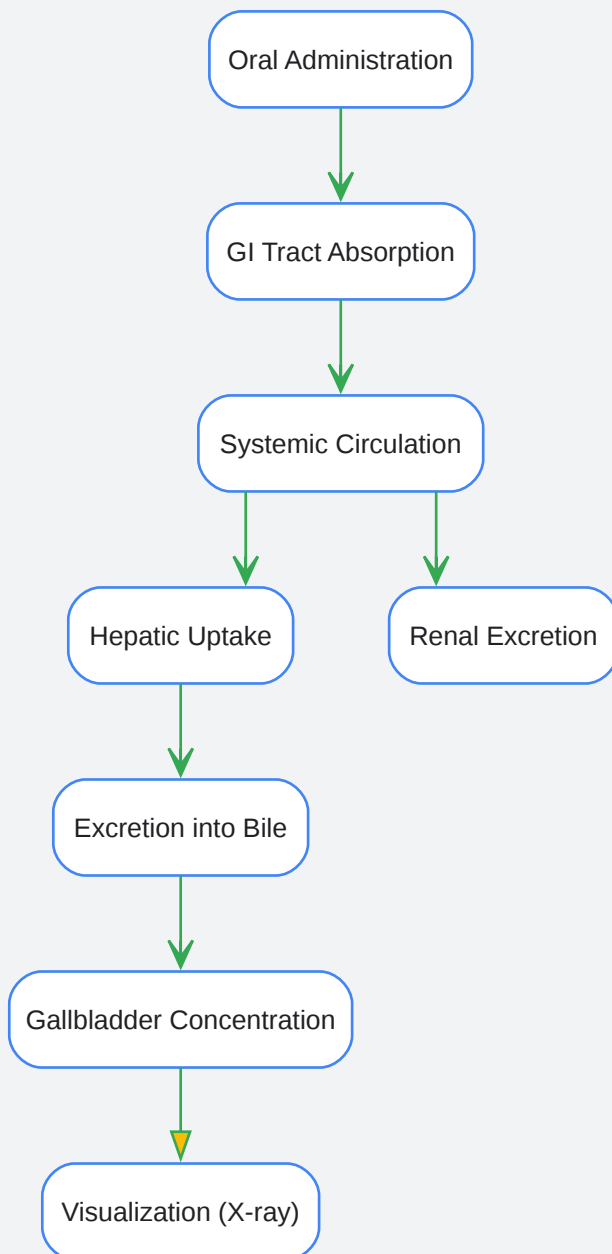 Oral Administration
GI Tract Absorption
Systemic Circulation
Hepatic Uptake
Renal Excretion
Excretion into Bile
Gallbladder Concentration
Visualization (X-ray)